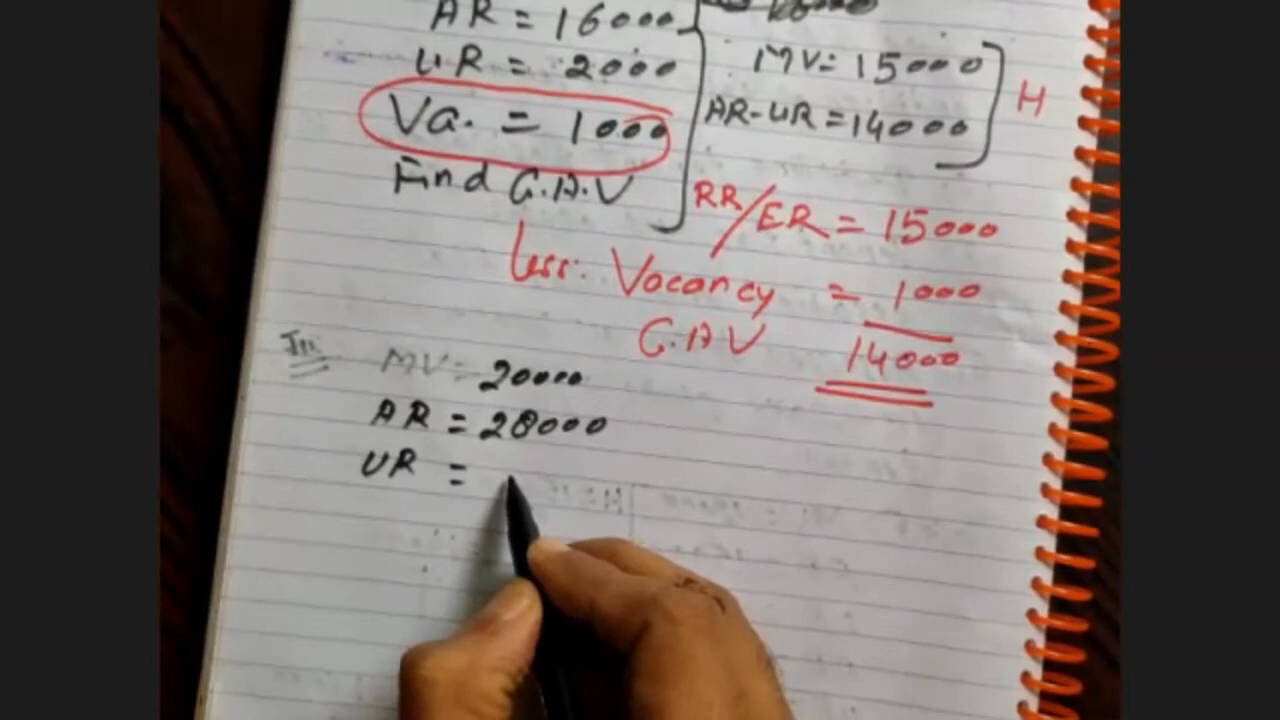 AR = 16000
UR = 2000
Va. = 1000
Find G.A.V
MV = 15000
AR-UR = 14000
H
RR/ER = 15000
Less: Vacancy = 1000
G.A.V 14000
MV = 20000
AR = 28000
UR =